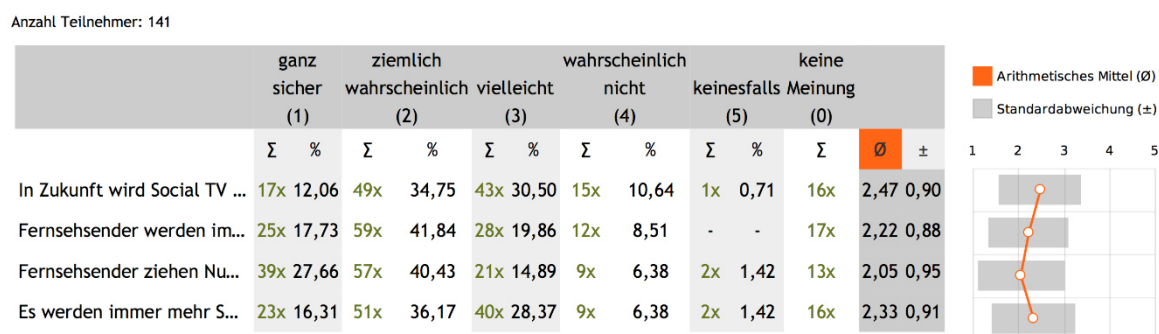 Anzahl Teilnehmer: 141
ganz sicher (1) ziemlich wahrscheinlich (2) vielleicht (3) wahrscheinlich nicht (4) keinesfalls (5) keine Meinung (0)
Σ % Σ % Σ % Σ % Σ % Σ Ø ±
In Zukunft wird Social TV ... 17x 12,06 49x 34,75 43x 30,50 15x 10,64 1x 0,71 16x 2,47 0,90
Fernsehsender werden im... 25x 17,73 59x 41,84 28x 19,86 12x 8,51 - - 17x 2,22 0,88
Fernsehsender ziehen Nu... 39x 27,66 57x 40,43 21x 14,89 9x 6,38 2x 1,42 13x 2,05 0,95
Es werden immer mehr S... 23x 16,31 51x 36,17 40x 28,37 9x 6,38 2x 1,42 16x 2,33 0,91
Arithmetisches Mittel (Ø)
Standardabweichung (±)
1 2 3 4 5